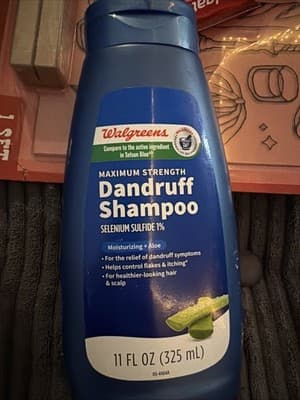 Walgreens
Compare to the active ingredient
in Selsun Blue®††
MAXIMUM STRENGTH
Dandruff
Shampoo
SELENIUM SULFIDE 1%
Moisturizing + Aloe
• For the relief of dandruff symptoms
• Helps control flakes & itching*
• For healthier-looking hair
& scalp
11 FL OZ (325 mL)